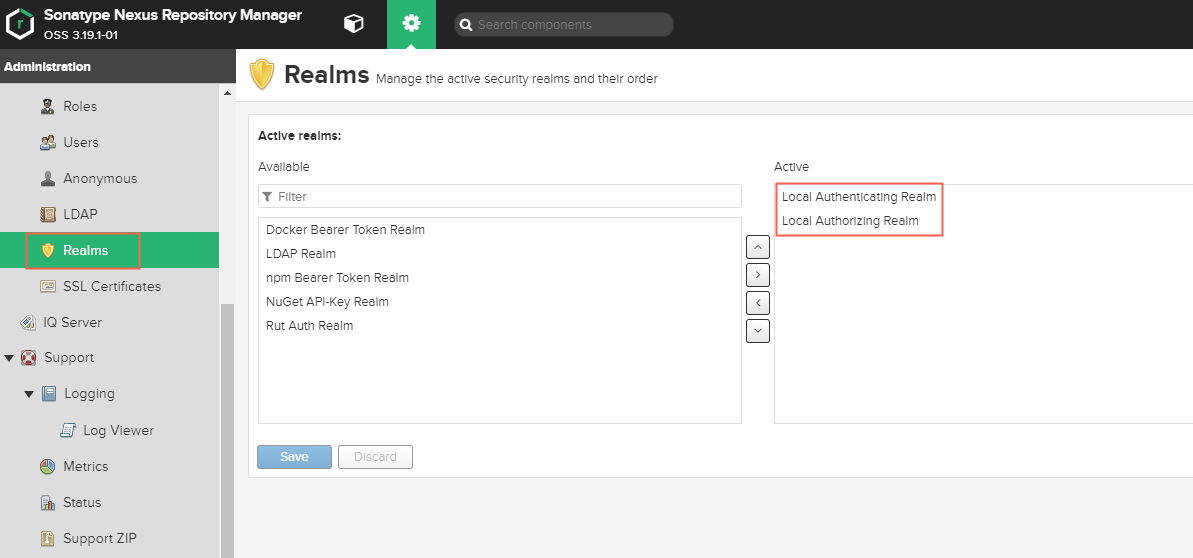 Sonatype Nexus Repository Manager
OSS 3.19.1-01
Search components
Administration
Roles
Users
Anonymous
LDAP
Realms
SSL Certificates
IQ Server
Support
Logging
Log Viewer
Metrics
Status
Support ZIP
Realms Manage the active security realms and their order
Active realms:
Available
Filter
Docker Bearer Token Realm
LDAP Realm
npm Bearer Token Realm
NuGet API-Key Realm
Rut Auth Realm
Active
Local Authenticating Realm
Local Authorizing Realm
Save Discard